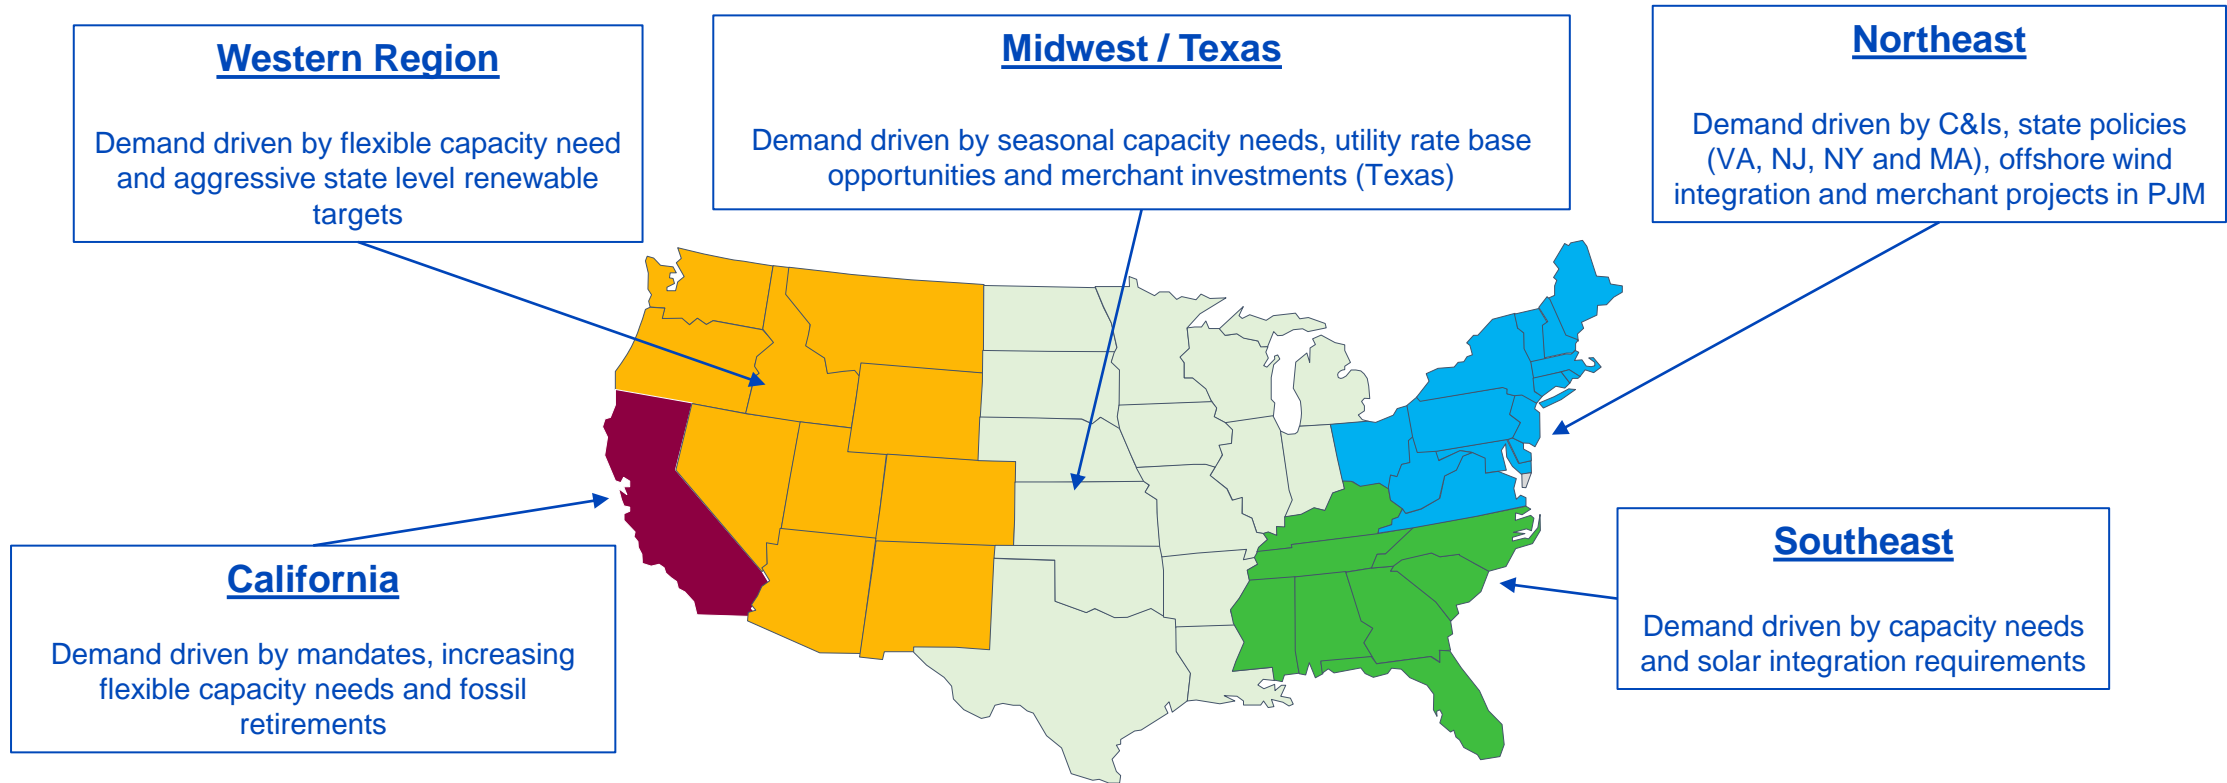 Western Region
Demand driven by flexible capacity need
and aggressive state level renewable
targets
Midwest / Texas
Demand driven by seasonal capacity needs, utility rate base
opportunities and merchant investments (Texas)
Northeast
Demand driven by C&Is, state policies
(VA, NJ, NY and MA), offshore wind
integration and merchant projects in PJM
California
Demand driven by mandates, increasing
flexible capacity needs and fossil
retirements
Southeast
Demand driven by capacity needs
and solar integration requirements